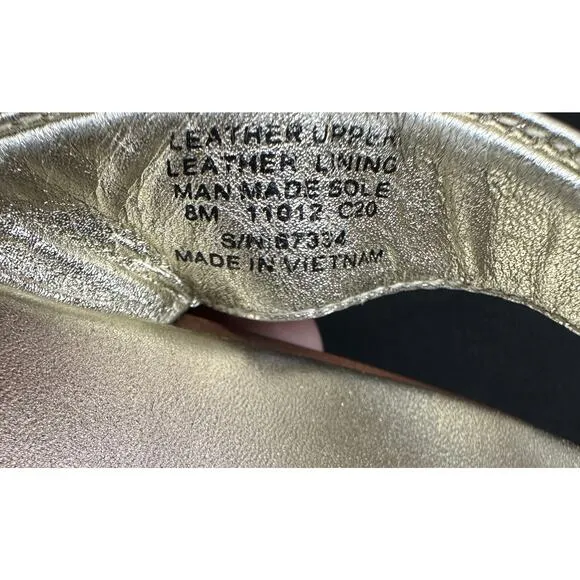 LEATHER UPPER
LEATHER LINING
MAN MADE SOLE
8M 11012 C20
S/N:67334
MADE IN VIETNAM